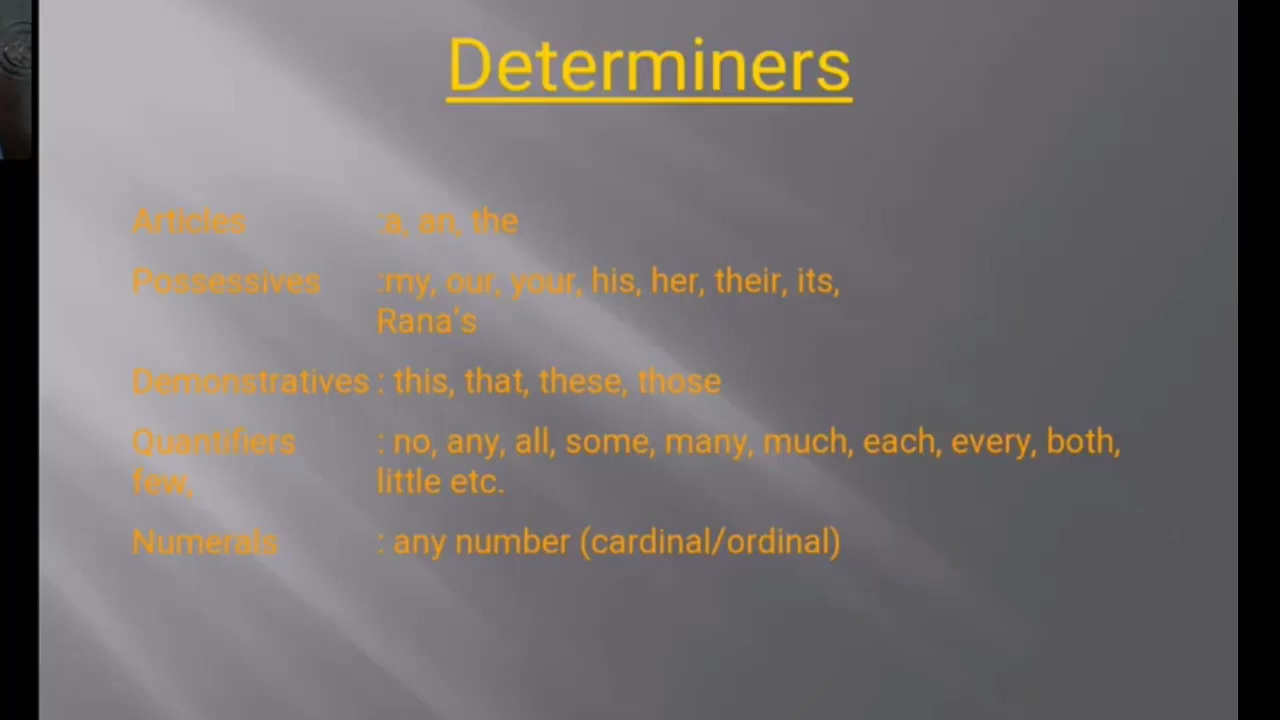 Determiners
Articles :a, an, the
Possessives :my, our, your, his, her, their, its,
Rana's
Demonstratives : this, that, these, those
Quantifiers : no, any, all, some, many, much, each, every, both,
few, little etc.
Numerals : any number (cardinal/ordinal)